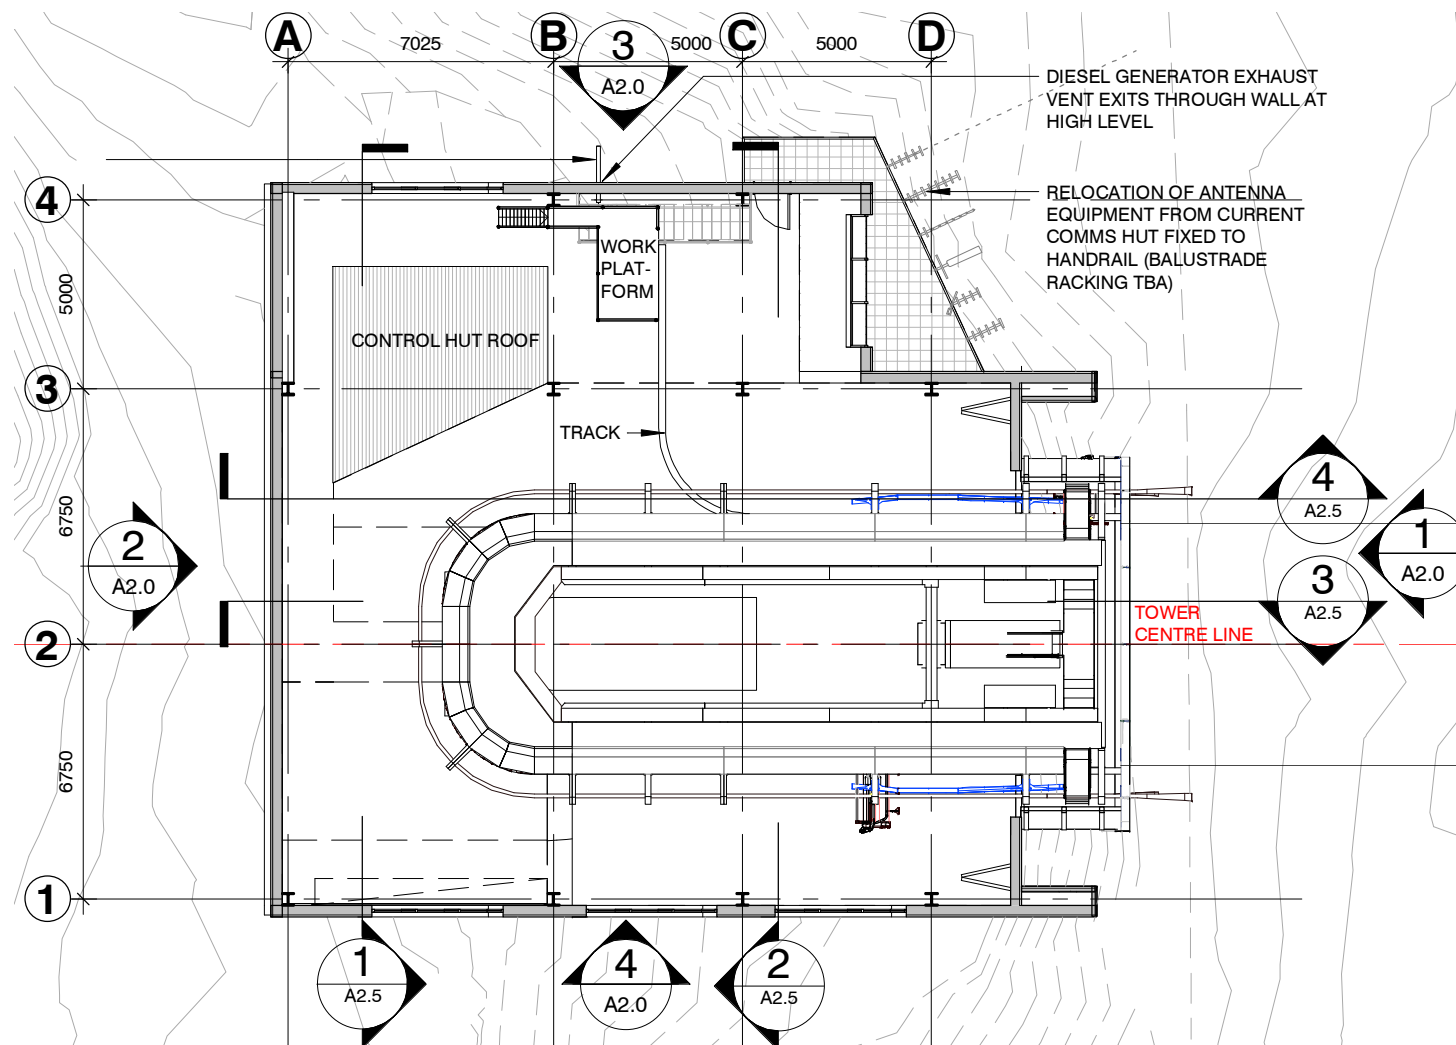 A
7025
B
3
A2.0
5000
C
5000
D
DIESEL GENERATOR EXHAUST
VENT EXITS THROUGH WALL AT
HIGH LEVEL
4
RELOCATION OF ANTENNA
EQUIPMENT FROM CURRENT
COMMS HUT FIXED TO
HANDRAIL (BALUSTRADE
RACKING TBA)
WORK
PLAT-
FORM
5000
CONTROL HUT ROOF
3
TRACK
4
A2.5
6750
2
A2.0
1
A2.0
3
A2.5
TOWER
CENTRE LINE
2
6750
1
1
A2.5
4
A2.0
2
A2.5